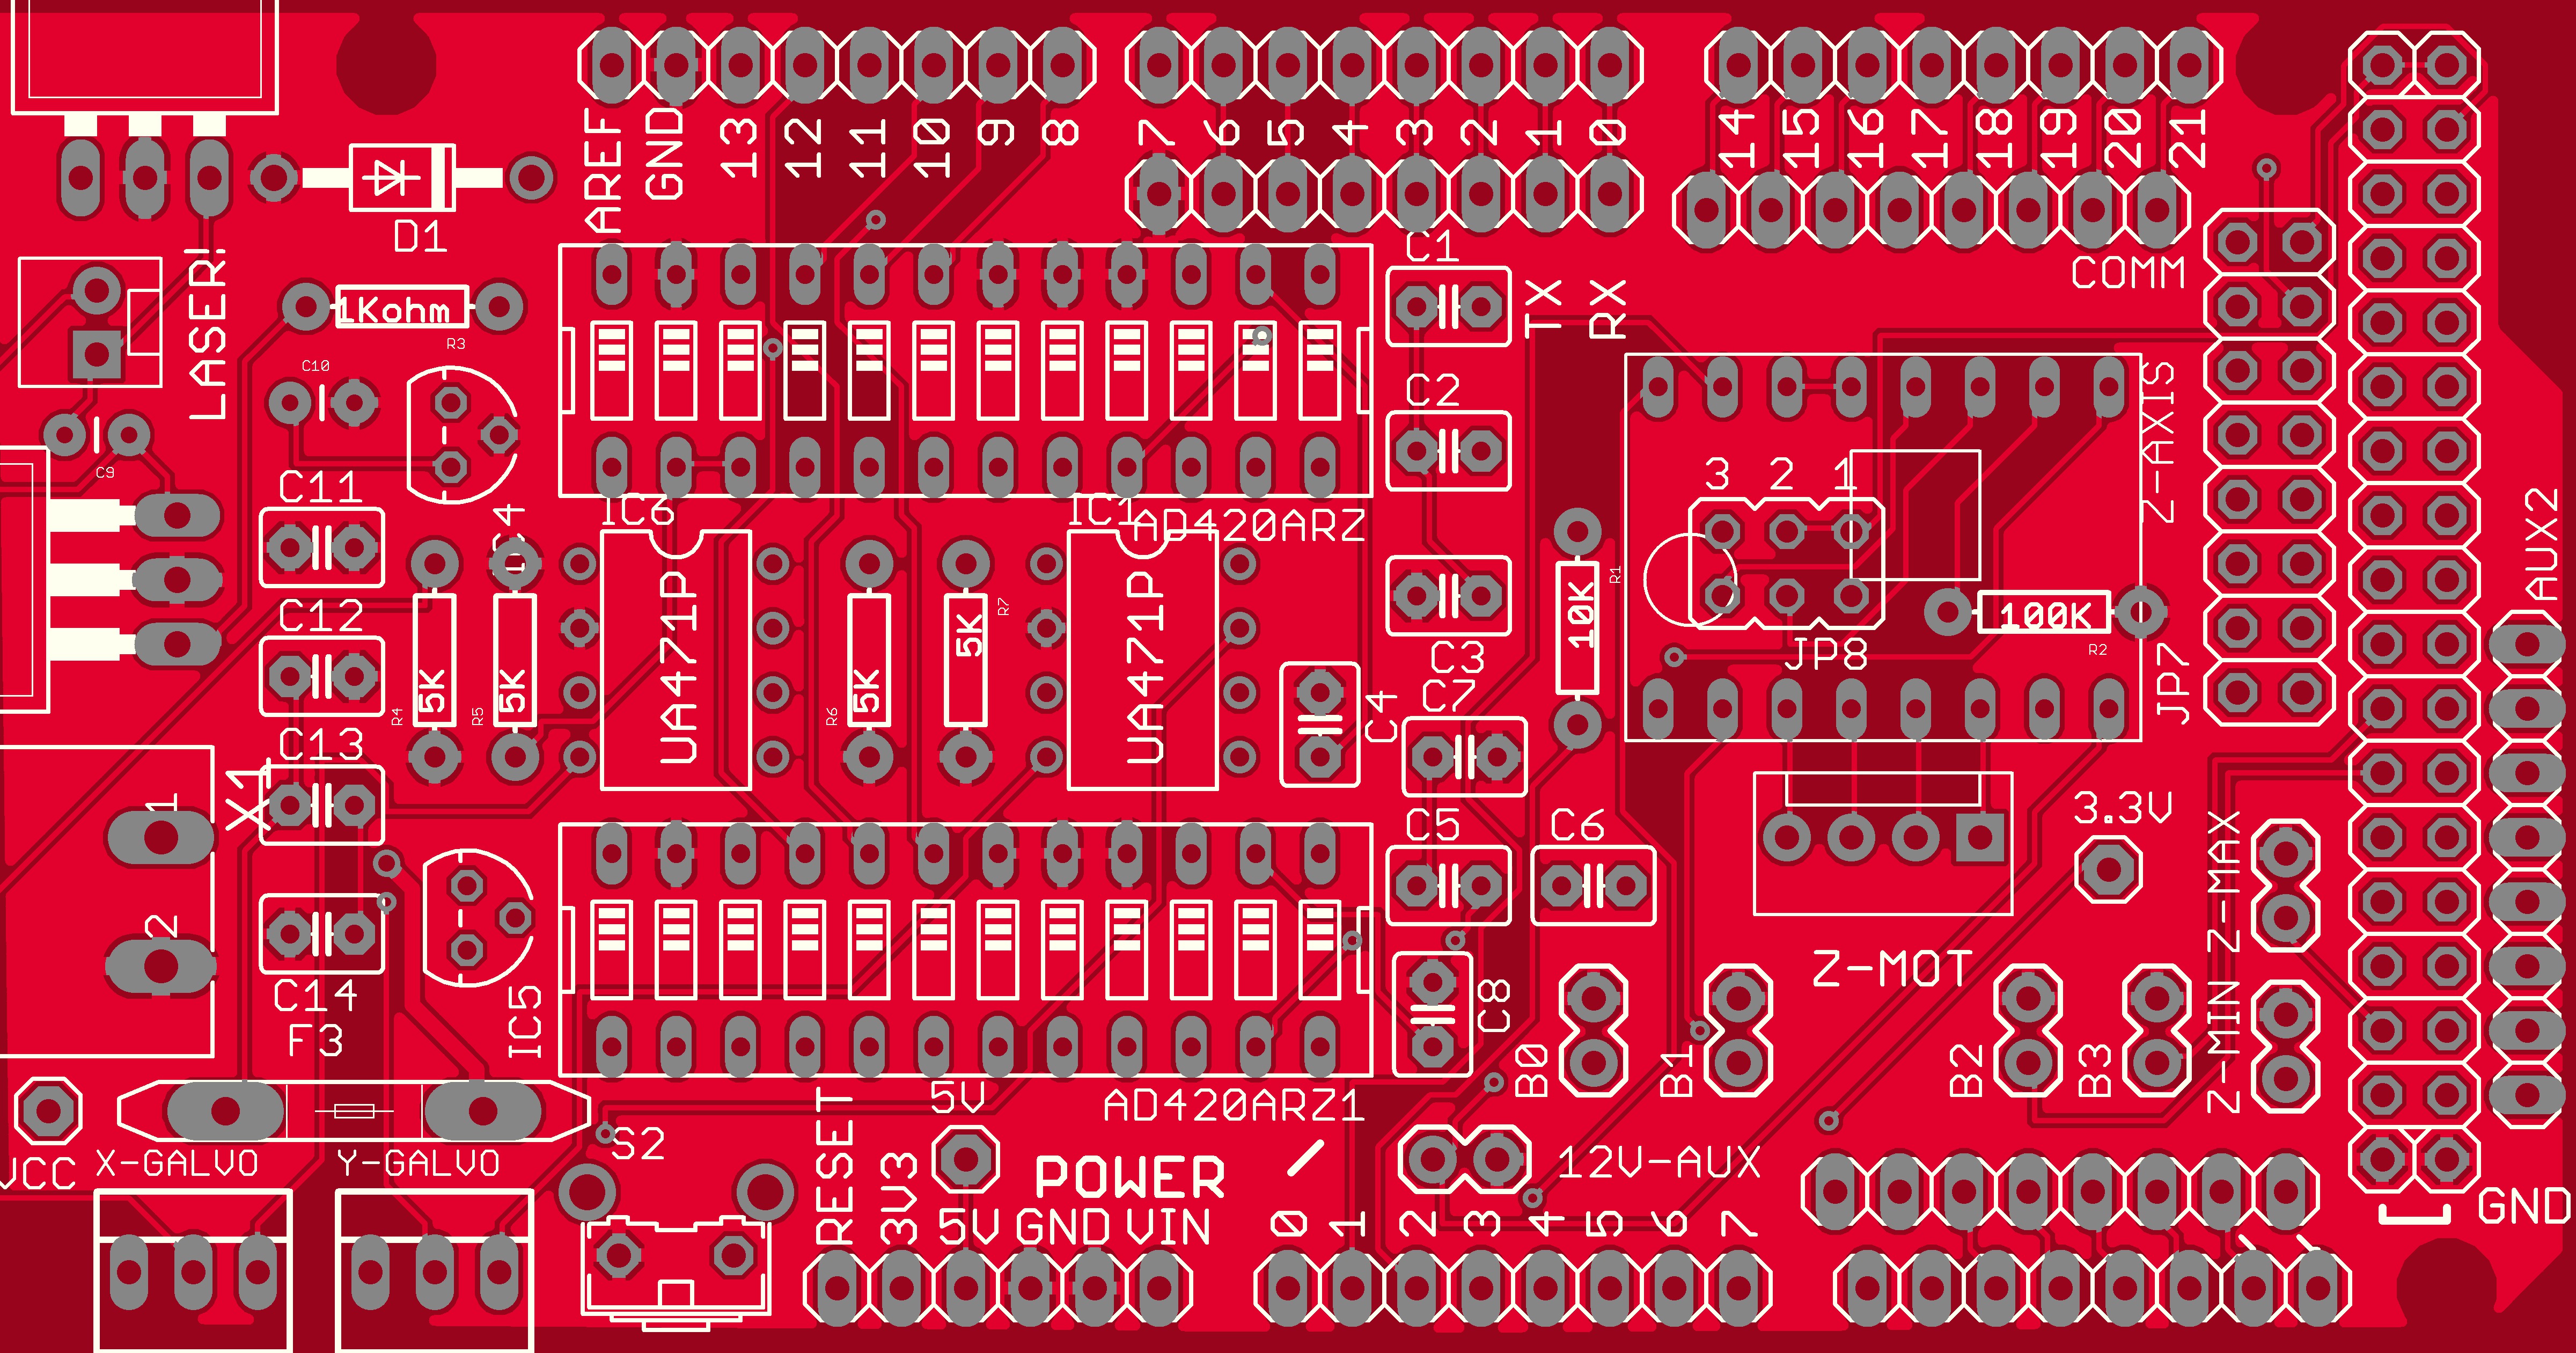 AREF
GND
13
12
11
10
9
8
7
6
5
4
3
2
1
0
14
15
16
17
18
19
20
21
D1
LASER!
1Kohm
R3
C10
C9
C1
TX
RX
COMM
C2
Z-AXIS
3
2
1
C11
IC6
IC1
AD420ARZ
AUX2
C12
5K
R4
5K
R5
UA471P
5K
R6
5K
R7
UA471P
C3
C7
C4
10K
R1
JP8
100K
R2
JP7
C13
X1
1
2
C5
C6
3.3V
Z-MAX
C14
F3
IC5
C8
Z-MOT
B0
B1
B2
B3
Z-MIN
5V
AD420ARZ1
VCC
X-GALVO
Y-GALVO
S2
RESET
3V3
5V
GND
VIN
POWER
12V-AUX
0
1
2
3
4
5
6
7
GND